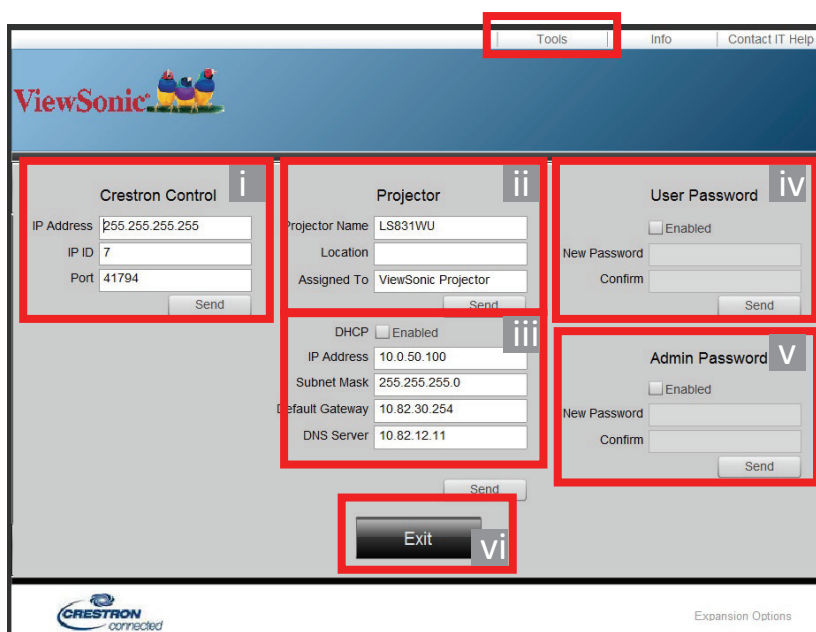 Tools Info Contact IT Help
ViewSonic
i
Crestron Control
IP Address 255.255.255.255
IP ID 7
Port 41794
Send
ii
Projector
Projector Name LS831WU
Location
Assigned To ViewSonic Projector
Send
iii
DHCP Enabled
IP Address 10.0.50.100
Subnet Mask 255.255.255.0
Default Gateway 10.82.30.254
DNS Server 10.82.12.11
Send
iv
User Password
Enabled
New Password
Confirm
Send
v
Admin Password
Enabled
New Password
Confirm
Send
Exit
vi
CRESTRON
connected
Expansion Options